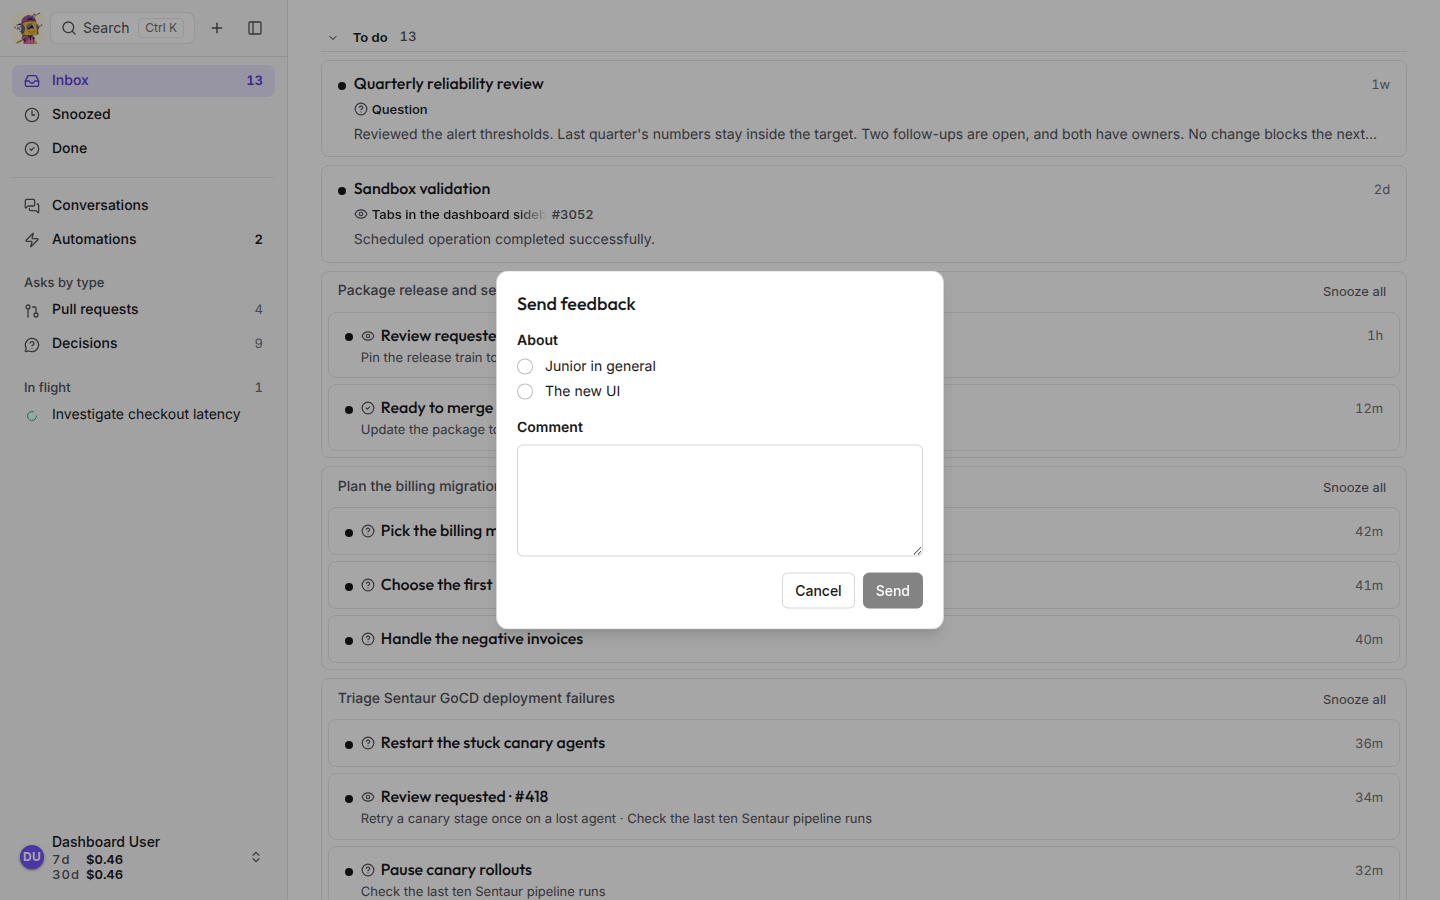 Search Ctrl K
Inbox 13
Snoozed
Done
Conversations
Automations 2
Asks by type
Pull requests 4
Decisions 9
In flight 1
Investigate checkout latency
DU
Dashboard User
7d $0.46
30d $0.46
To do 13
Quarterly reliability review 1w
Question
Reviewed the alert thresholds. Last quarter's numbers stay inside the target. Two follow-ups are open, and both have owners. No change blocks the next...
Sandbox validation 2d
Tabs in the dashboard sideb #3052
Scheduled operation completed successfully.
Package release and se Snooze all
Review requeste 1h
Pin the release train to
Ready to merge 12m
Update the package to
Plan the billing migration Snooze all
Pick the billing m 42m
Choose the first 41m
Handle the negative invoices 40m
Triage Sentaur GoCD deployment failures Snooze all
Restart the stuck canary agents 36m
Review requested · #418 34m
Retry a canary stage once on a lost agent · Check the last ten Sentaur pipeline runs
Pause canary rollouts 32m
Check the last ten Sentaur pipeline runs
Send feedback
About
Junior in general
The new UI
Comment
Cancel Send